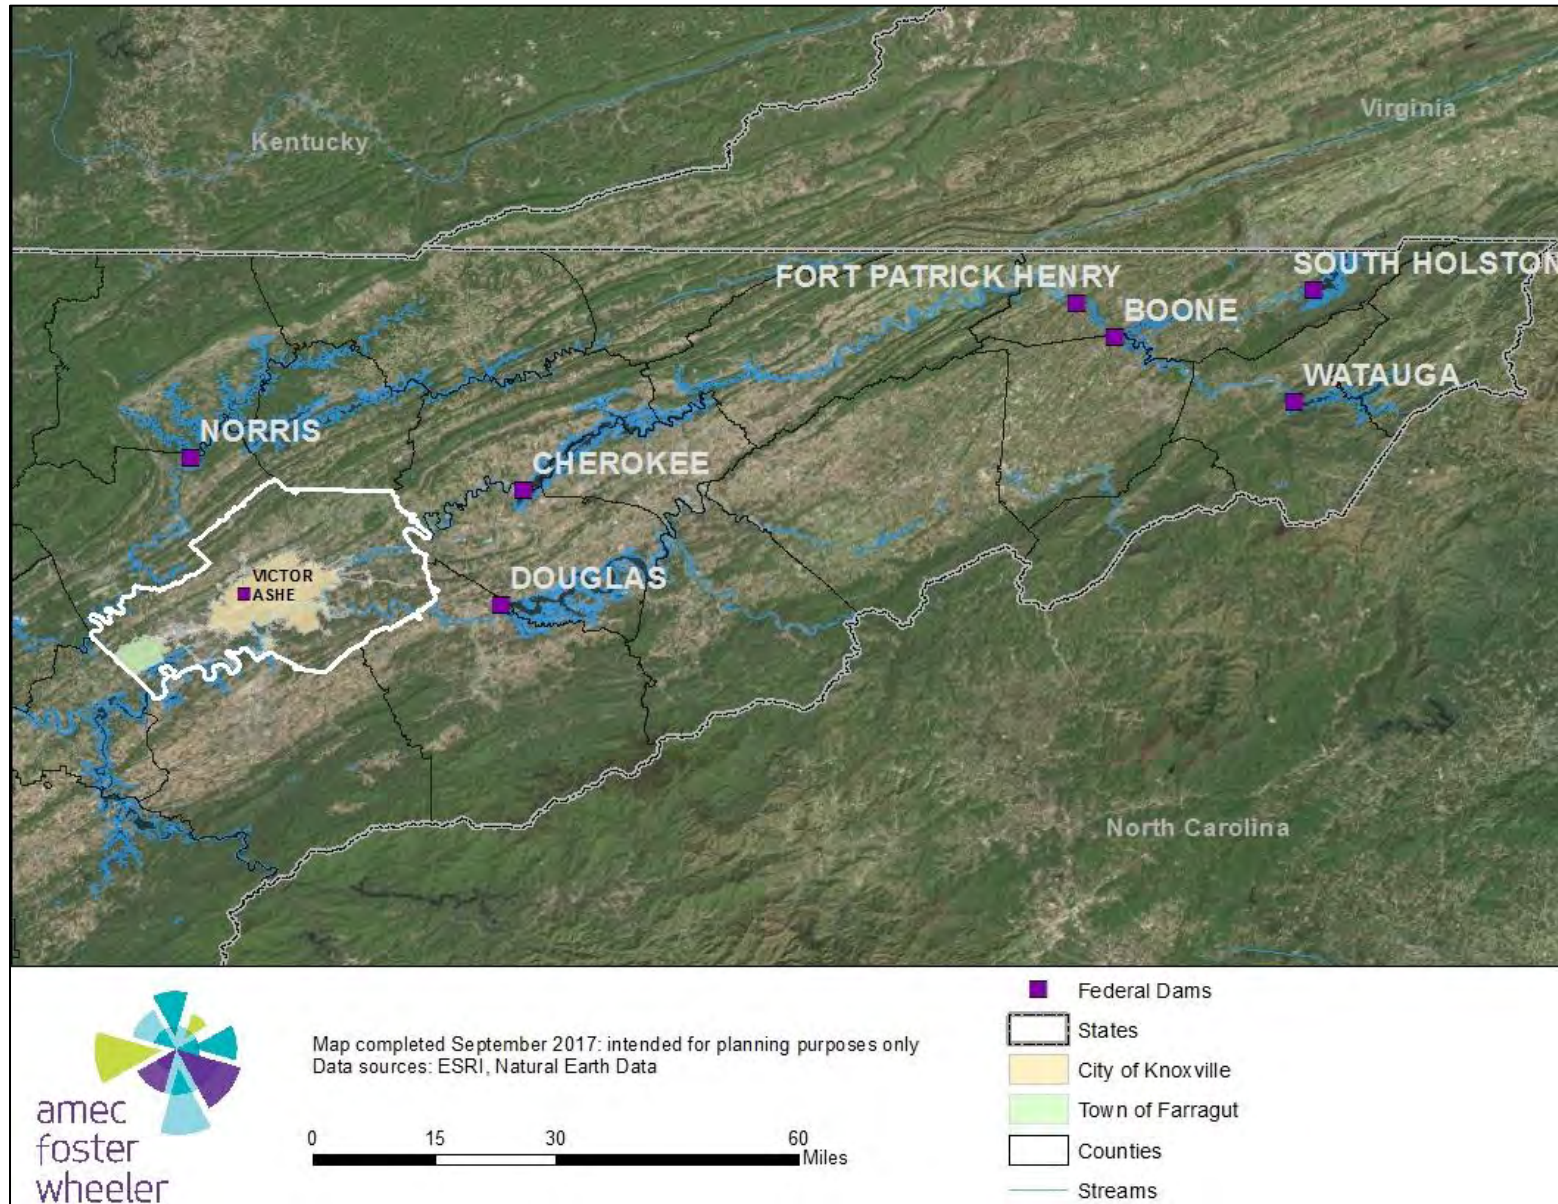 Kentucky
Virginia
FORT PATRICK HENRY
SOUTH HOLSTON
BOONE
WATAUGA
NORRIS
CHEROKEE
VICTOR
ASHE
DOUGLAS
North Carolina
amec
foster
wheeler
Map completed September 2017: intended for planning purposes only
Data sources: ESRI, Natural Earth Data
0 15 30 60
Miles
Federal Dams
States
City of Knoxville
Town of Farragut
Counties
Streams